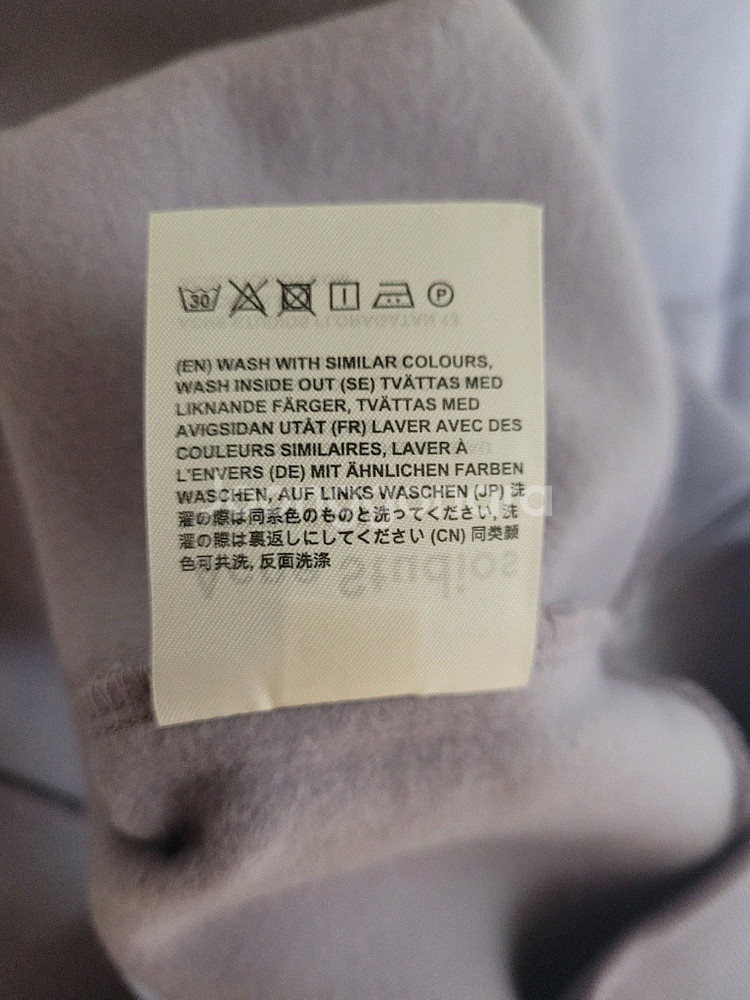 30
P
(EN) WASH WITH SIMILAR COLOURS,
WASH INSIDE OUT (SE) TVÄTTAS MED
LIKNANDE FÄRGER, TVÄTTAS MED
AVIGSIDAN UTÅT (FR) LAVER AVEC DES
COULEURS SIMILAIRES, LAVER À
L'ENVERS (DE) MIT ÄHNLICHEN FARBEN
WASCHEN, AUF LINKS WASCHEN (JP) 洗
濯の際は同系色のものと洗ってください, 洗
濯の際は裏返しにしてください (CN) 同类颜
色可共洗, 反面洗涤
Acne Studios